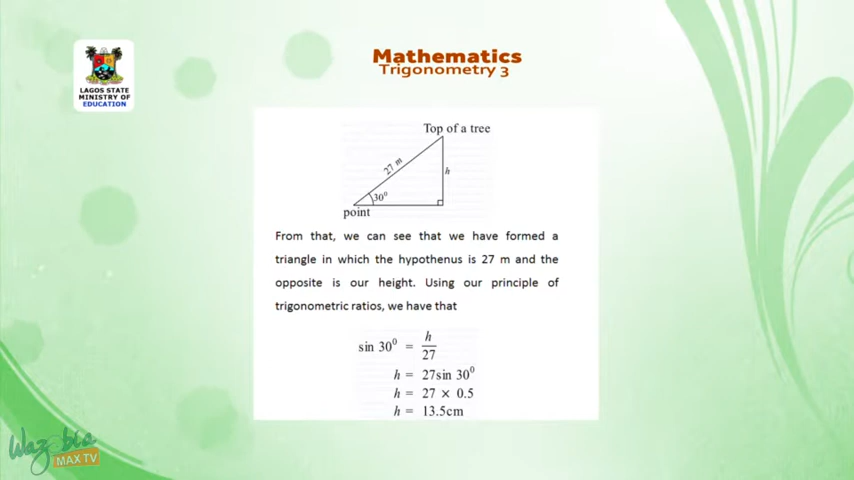 Mathematics
Trigonometry 3
LAGOS STATE
MINISTRY OF
EDUCATION
Top of a tree
27 m
h
30⁰
point
From that, we can see that we have formed a
triangle in which the hypothenus is 27 m and the
opposite is our height. Using our principle of
trigonometric ratios, we have that
sin 30⁰ = h/27
h = 27sin 30⁰
h = 27 × 0.5
h = 13.5cm
Wazobia
MAX TV